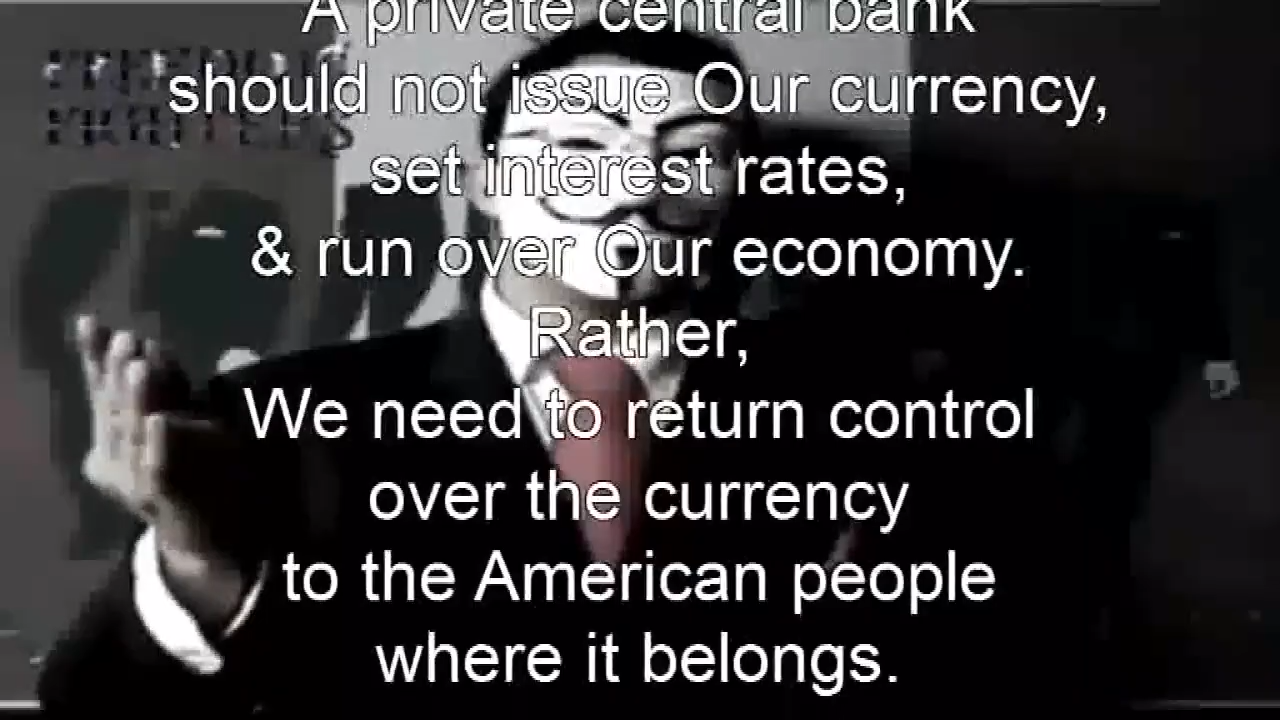 A private central bank
should not issue Our currency,
set interest rates,
& run over Our economy.
Rather,
We need to return control
over the currency
to the American people
where it belongs.